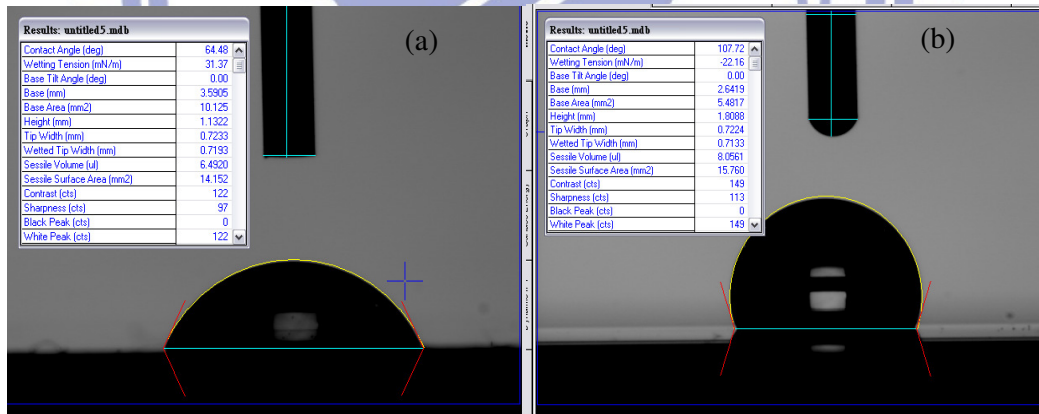 Results: untitled5.mdb
(a)
Contact Angle (deg) 64.48
Wetting Tension (mN/m) 31.37
Base Tilt Angle (deg) 0.00
Base (mm) 3.5905
Base Area (mm2) 10.125
Height (mm) 1.1322
Tip Width (mm) 0.7233
Wetted Tip Width (mm) 0.7193
Sessile Volume (ul) 6.4920
Sessile Surface Area (mm2) 14.152
Contrast (cts) 122
Sharpness (cts) 97
Black Peak (cts) 0
White Peak (cts) 122
Results: untitled5.mdb
(b)
Contact Angle (deg) 107.72
Wetting Tension (mN/m) -22.16
Base Tilt Angle (deg) 0.00
Base (mm) 2.6419
Base Area (mm2) 5.4817
Height (mm) 1.8088
Tip Width (mm) 0.7224
Wetted Tip Width (mm) 0.7133
Sessile Volume (ul) 8.0561
Sessile Surface Area (mm2) 15.760
Contrast (cts) 149
Sharpness (cts) 113
Black Peak (cts) 0
White Peak (cts) 149